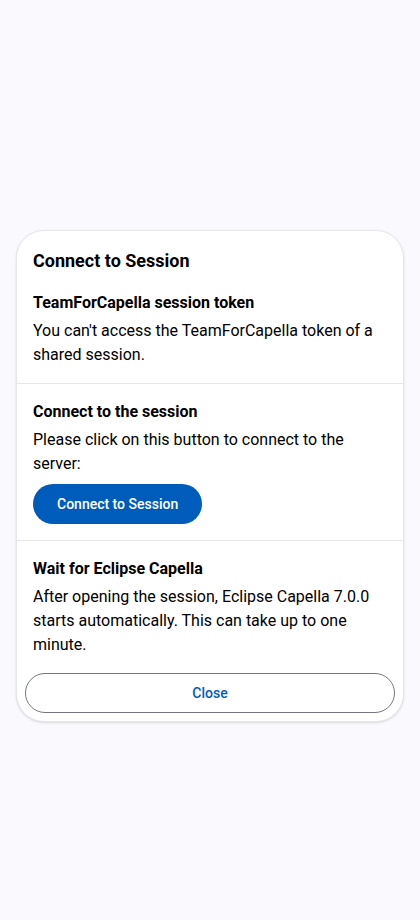 Connect to Session
TeamForCapella session token
You can't access the TeamForCapella token of a
shared session.
Connect to the session
Please click on this button to connect to the
server:
Connect to Session
Wait for Eclipse Capella
After opening the session, Eclipse Capella 7.0.0
starts automatically. This can take up to one
minute.
Close